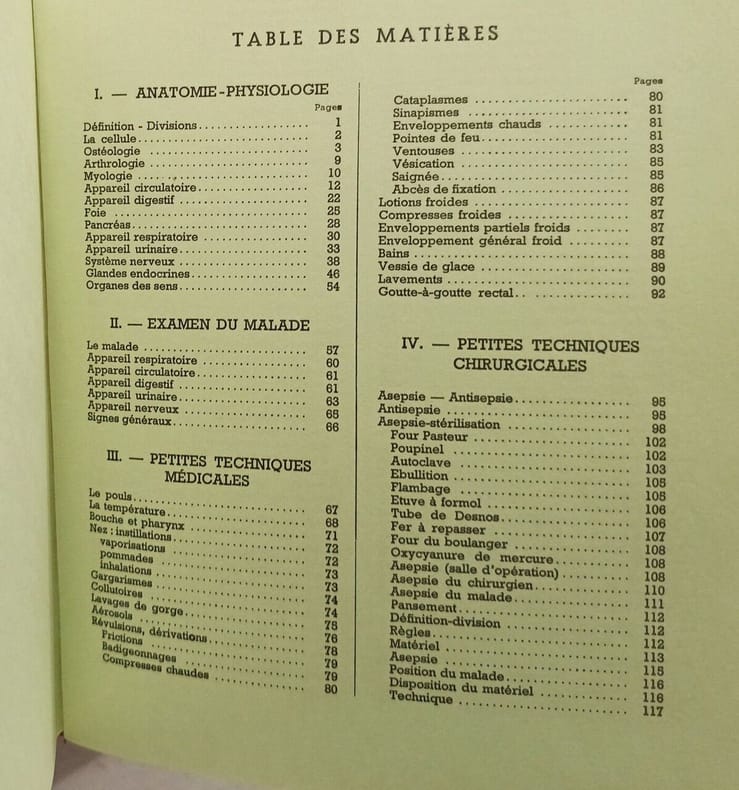 TABLE DES MATIÈRES
I. — ANATOMIE-PHYSIOLOGIE
Pages
Définition - Divisions.................. 1
La cellule.................. 2
Ostéologie .................. 3
Arthrologie .................. 9
Myologie .................. 10
Appareil circulatoire.................. 12
Appareil digestif .................. 22
Foie .................. 25
Pancréas.................. 28
Appareil respiratoire .................. 30
Appareil urinaire.................. 33
Système nerveux .................. 38
Glandes endocrines.................. 46
Organes des sens.................. 54
II. — EXAMEN DU MALADE
Le malade .................. 57
Appareil respiratoire .................. 60
Appareil circulatoire.................. 61
Appareil digestif .................. 61
Appareil urinaire.................. 63
Appareil nerveux .................. 65
Signes généraux.................. 66
III. — PETITES TECHNIQUES
MÉDICALES
Le pouls.................. 67
La température.................. 68
Bouche et pharynx .................. 71
Nez : instillations.................. 72
vaporisations .................. 72
pommades .................. 73
inhalations .................. 73
Gargarismes .................. 74
Collutoires .................. 74
Lavages de gorge.................. 75
Aérosols .................. 76
Révulsions, dérivations.................. 78
Frictions .................. 79
Badigeonnages .................. 79
Compresses chaudes .................. 80
Pages
Cataplasmes .................. 80
Sinapismes .................. 81
Enveloppements chauds .................. 81
Pointes de feu.................. 81
Ventouses .................. 83
Vésication .................. 85
Saignée.................. 85
Abcès de fixation .................. 86
Lotions froides .................. 87
Compresses froides .................. 87
Enveloppements partiels froids ........ 87
Enveloppement général froid ........ 87
Bains .................. 88
Vessie de glace .................. 89
Lavements .................. 90
Goutte-à-goutte rectal.. .............. 92
IV. — PETITES TECHNIQUES
CHIRURGICALES
Asepsie — Antisepsie.................. 95
Antisepsie .................. 95
Asepsie-stérilisation .................. 98
Four Pasteur .................. 102
Poupinel .................. 102
Autoclave .................. 103
Ebullition .................. 105
Flambage .................. 105
Etuve à formol .................. 106
Tube de Desnos.................. 106
Fer à repasser .................. 107
Four du boulanger .................. 108
Oxycyanure de mercure.................. 108
Asepsie (salle d'opération) .......... 108
Asepsie du chirurgien.................. 110
Asepsie du malade.................. 111
Pansement.................. 112
Définition-division .................. 112
Règles.................. 112
Matériel .................. 113
Asepsie .................. 115
Position du malade.................. 116
Disposition du matériel .............. 116
Technique .................. 117